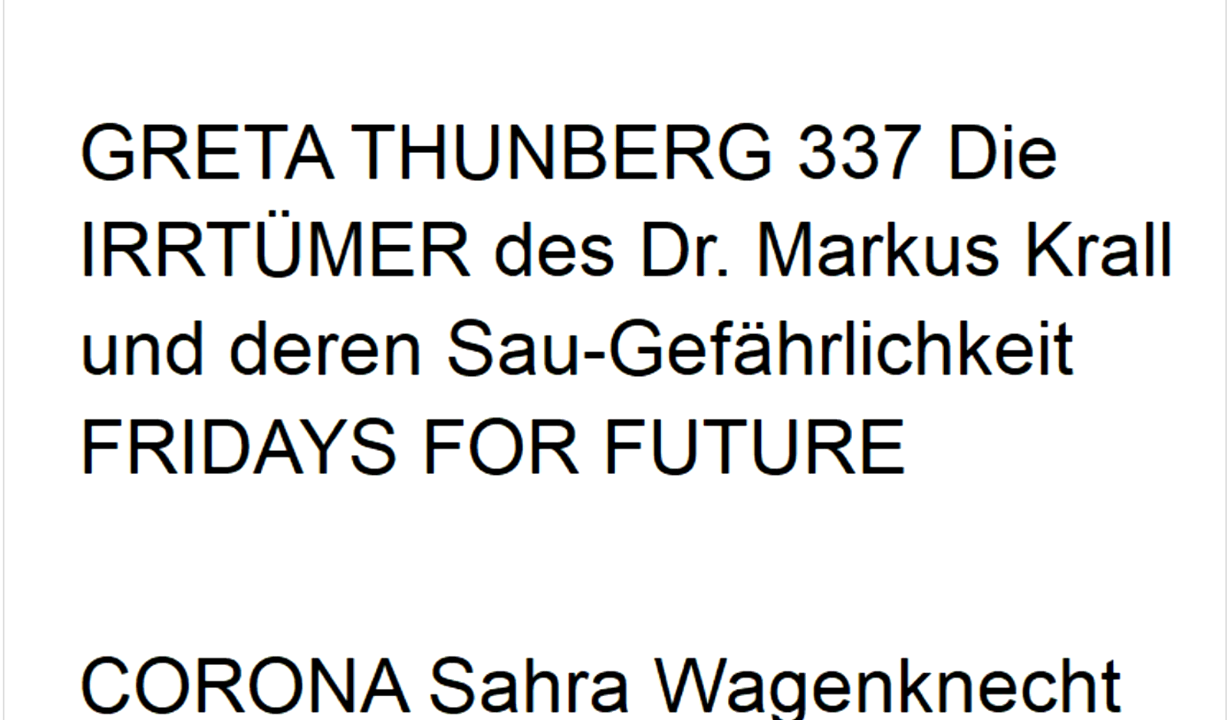 GRETA THUNBERG 337 Die
IRRTÜMER des Dr. Markus Krall
und deren Sau-Gefährlichkeit
FRIDAYS FOR FUTURE
CORONA Sahra Wagenknecht